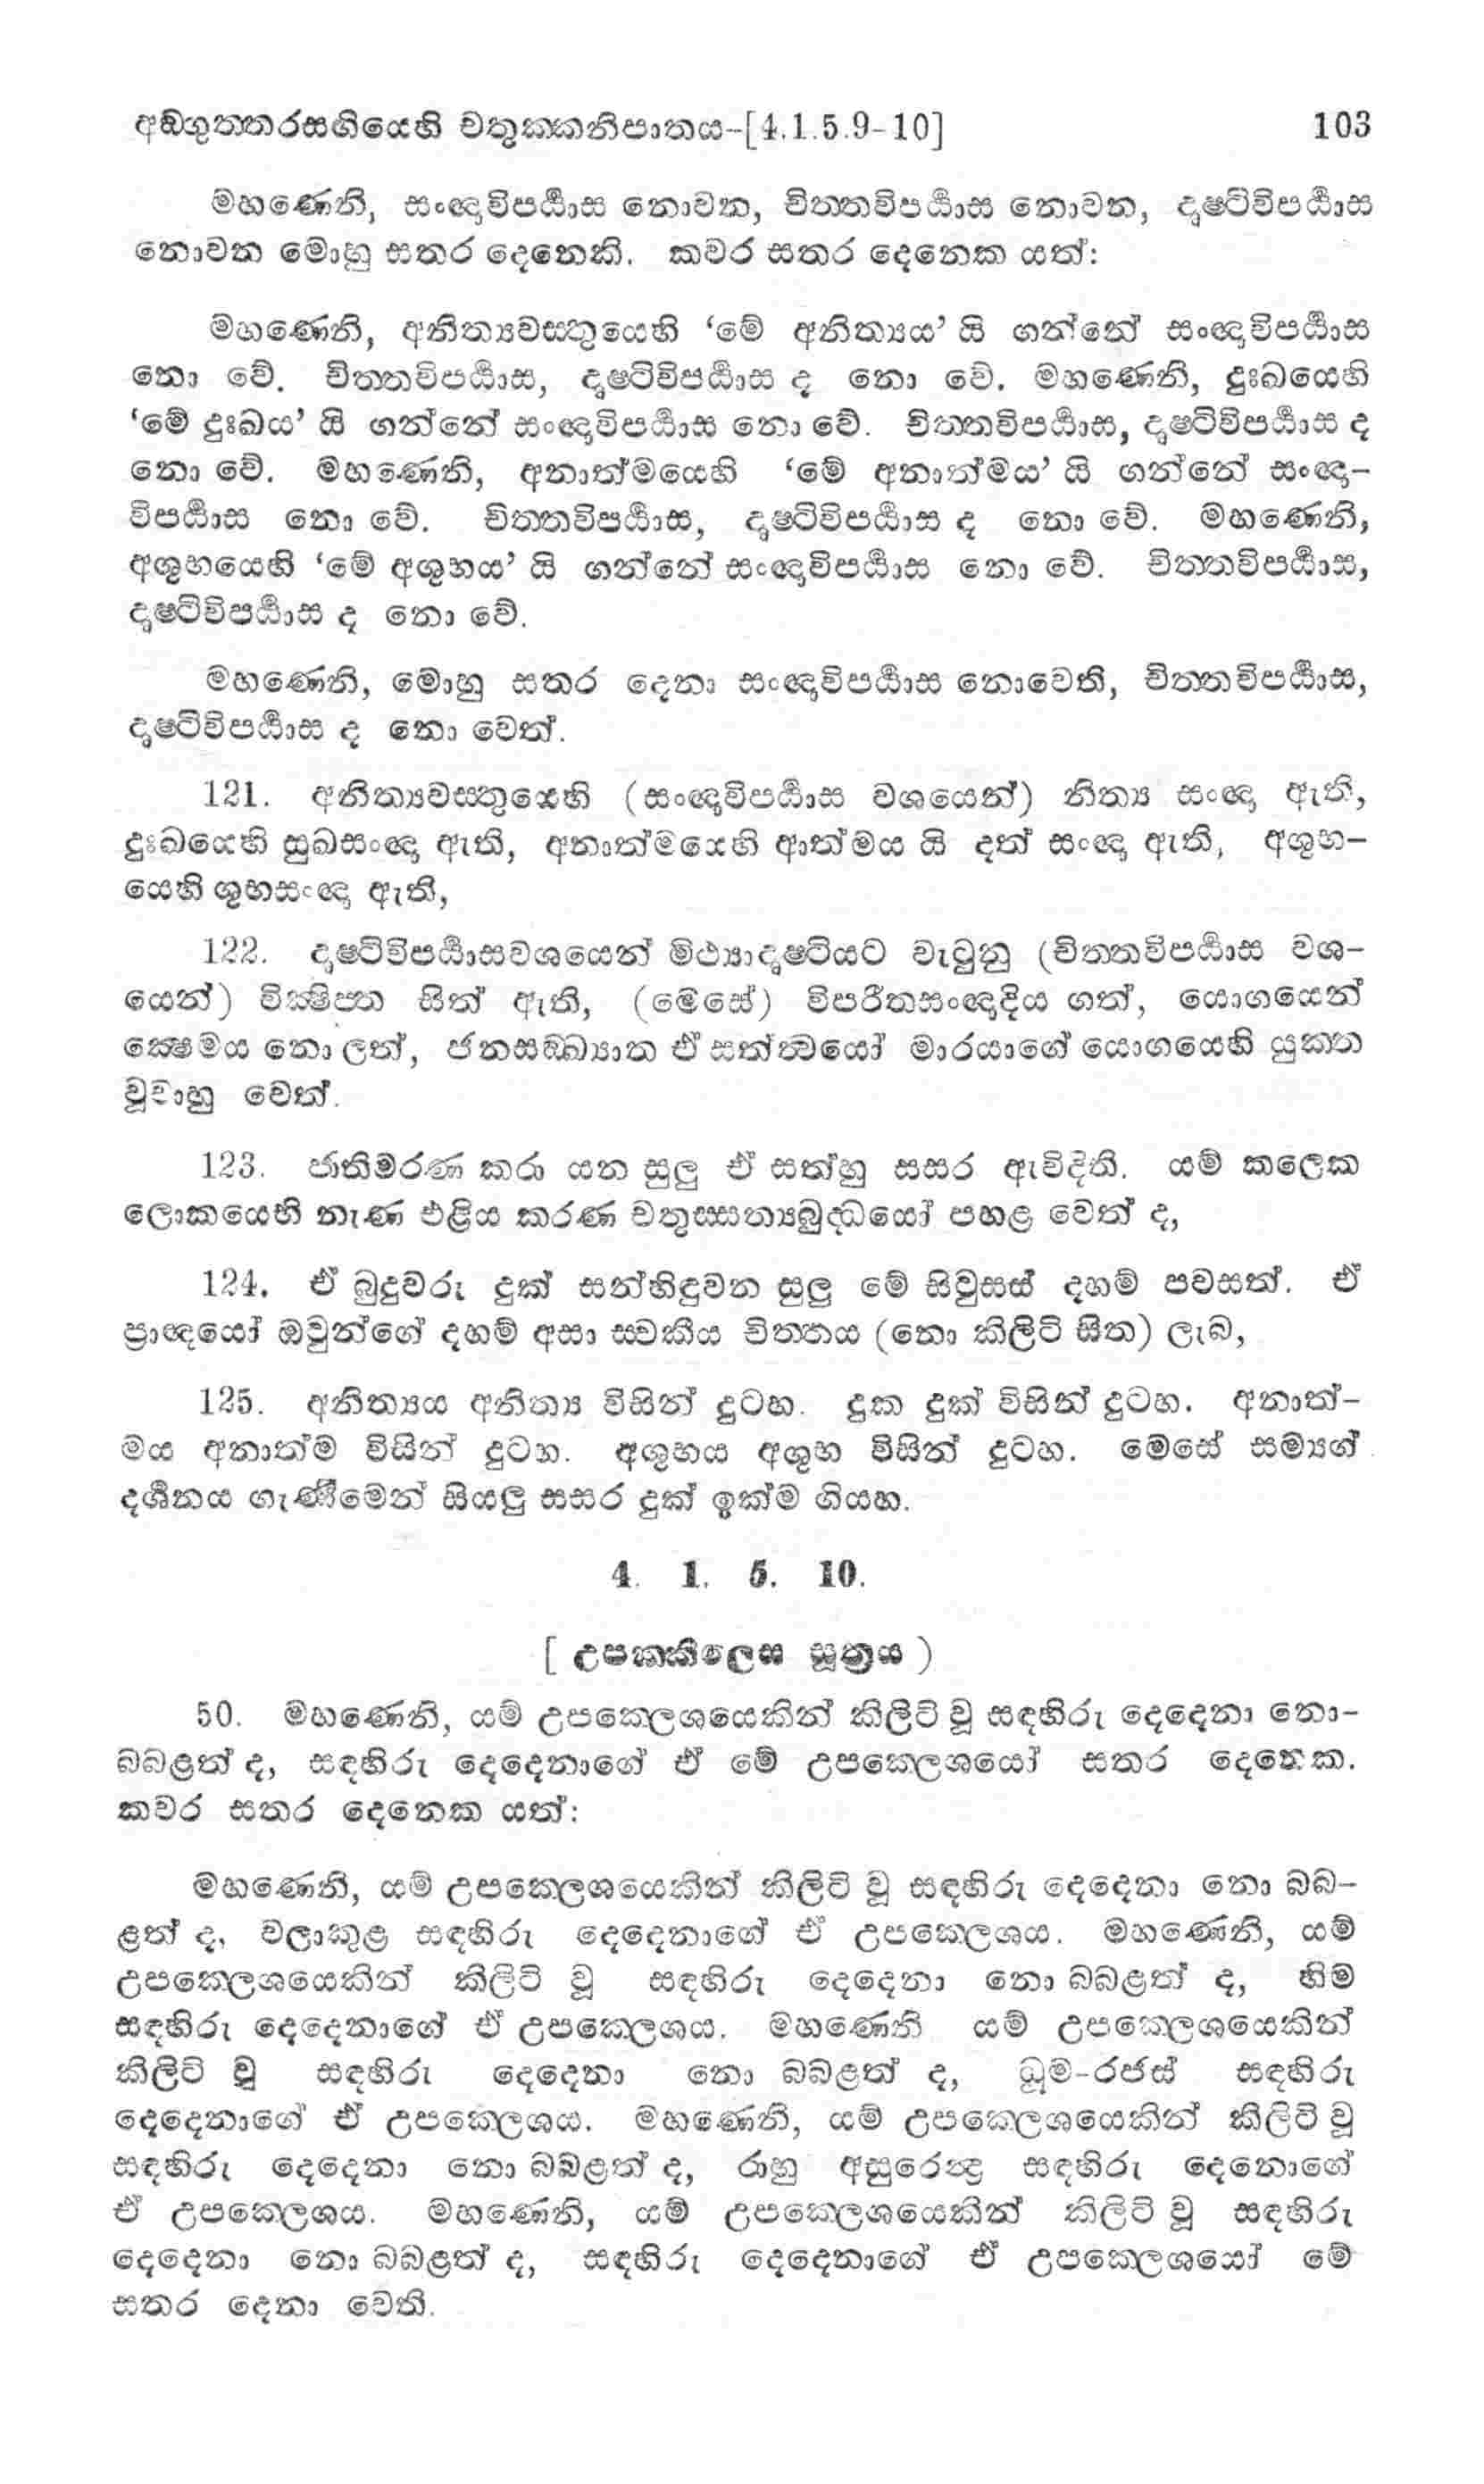 අඞගුත්තරසඟියෙහි චතුක්කනිපාතය-[4.1.5.9-10] 103
මහණෙනි, සංඥාවිපර්‍ය්‍යාස නොවන, චිත්තවිපර්‍ය්‍යාස නොවන, දෘෂ්ටිවිපර්‍ය්‍යාස
නොවන මොහු සතර දෙනෙකි. කවර සතර දෙනෙක යත්:
මහණෙනි, අනිත්‍යවස්තුයෙහි ‘මේ අනිත්‍යය’ යි ගන්නේ සංඥාවිපර්‍ය්‍යාස
නො වේ. චිත්තවිපර්‍ය්‍යාස, දෘෂ්ටිවිපර්‍ය්‍යාස ද නො වේ. මහණෙනි, දුඃඛයෙහි
‘මේ දුඃඛය’ යි ගන්නේ සංඥාවිපර්‍ය්‍යාස නො වේ. චිත්තවිපර්‍ය්‍යාස, දෘෂ්ටිවිපර්‍ය්‍යාස ද
නො වේ. මහණෙනි, අනාත්මයෙහි ‘මේ අනාත්මය’ යි ගන්නේ සංඥා-
විපර්‍ය්‍යාස නො වේ. චිත්තවිපර්‍ය්‍යාස, දෘෂ්ටිවිපර්‍ය්‍යාස ද නො වේ. මහණෙනි,
අශුභයෙහි ‘මේ අශුභය’ යි ගන්නේ සංඥාවිපර්‍ය්‍යාස නො වේ. චිත්තවිපර්‍ය්‍යාස,
දෘෂ්ටිවිපර්‍ය්‍යාස ද නො වේ.
මහණෙනි, මොහු සතර දෙනා සංඥාවිපර්‍ය්‍යාස නොවෙති, චිත්තවිපර්‍ය්‍යාස,
දෘෂ්ටිවිපර්‍ය්‍යාස ද නො වෙත්.
121. අනිත්‍යවස්තුයෙහි (සංඥාවිපර්‍ය්‍යාස වශයෙන්) නිත්‍ය සංඥා ඇති,
දුඃඛයෙහි සුඛසංඥා ඇති, අනාත්මයෙහි ආත්මය යි දත් සංඥා ඇති, අශුභ-
යෙහි ශුභසංඥා ඇති,
122. දෘෂ්ටිවිපර්‍ය්‍යාසවශයෙන් මිථ්‍යාදෘෂ්ටියට වැටුනු (චිත්තවිපර්‍ය්‍යාස වශ-
යෙන්) වික්‍ෂිප්ත සිත් ඇති, (මෙසේ) විපරීතසංඥාදිය ගත්, යොගයෙන්
ක්‍ෂෙමය නො ලත්, ජනසඞ්ඛ්‍යාත ඒ සත්ත්‍වයෝ මාරයාගේ යොගයෙහි යුක්ත
වූවාහු වෙත්.
123. ජාතිමරණ කරා යන සුලු ඒ සත්හු සසර ඇවිදිති. යම් කලෙක
ලොකයෙහි නැණ එළිය කරණ චතුස්සත්‍යබුද්ධයෝ පහළ වෙත් ද,
124. ඒ බුදුවරු දුක් සන්හිඳුවන සුලු මේ සිවුසස් දහම් පවසත්. ඒ
ප්‍රාඥයෝ ඔවුන්ගේ දහම් අසා ස්වකීය චිත්තය (නො කිලිටි සිත) ලැබ,
125. අනිත්‍යය අනිත්‍ය විසින් දුටහ. දුක දුක් විසින් දුටහ. අනාත්-
මය අනාත්ම විසින් දුටහ. අශුභය අශුභ විසින් දුටහ. මෙසේ සම්‍යග්
දර්‍ශනය ගැණීමෙන් සියලු සසර දුක් ඉක්ම ගියහ.
4. 1. 5. 10.
[ උපක්කිලෙස සූත්‍රය )
50. මහණෙනි, යම් උපක්ලෙශයෙකින් කිලිටි වූ සඳහිරු දෙදෙනා නො-
බබළත් ද, සඳහිරු දෙදෙනාගේ ඒ මේ උපක්ලෙශයෝ සතර දෙනෙක.
කවර සතර දෙනෙක යත්:
මහණෙනි, යම් උපක්ලෙශයෙකින් කිලිටි වූ සඳහිරු දෙදෙනා නො බබ-
ළත් ද, වලාකුළ සඳහිරු දෙදෙනාගේ ඒ උපක්ලෙශය. මහණෙනි, යම්
උපක්ලෙශයෙකින් කිලිටි වූ සඳහිරු දෙදෙනා නො බබළත් ද, හිම
සඳහිරු දෙදෙනාගේ ඒ උපක්ලෙශය. මහණෙනි යම් උපක්ලෙශයෙකින්
කිලිටි වූ සඳහිරු දෙදෙනා නො බබළත් ද, ධූම-රජස් සඳහිරු
දෙදෙනාගේ ඒ උපක්ලෙශය. මහණෙනි, යම් උපක්ලෙශයෙකින් කිලිටි වූ
සඳහිරු දෙදෙනා නො බබළත් ද, රාහු අසුරෙන්‍ද්‍ර සඳහිරු දෙනොගේ
ඒ උපක්ලෙශය. මහණෙනි, යම් උපක්ලෙශයෙකින් කිලිටි වූ සඳහිරු
දෙදෙනා නො බබළත් ද, සඳහිරු දෙදෙනාගේ ඒ උපක්ලෙශයෝ මේ
සතර දෙනා වෙති.